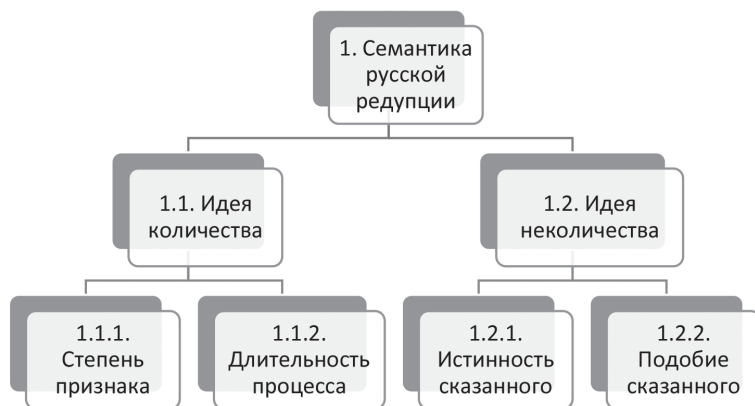 1. Семантика
русской
редупции
1.1. Идея
количества
1.2. Идея
неколичества
1.1.1.
Степень
признака
1.1.2.
Длительность
процесса
1.2.1.
Истинность
сказанного
1.2.2.
Подобие
сказанного